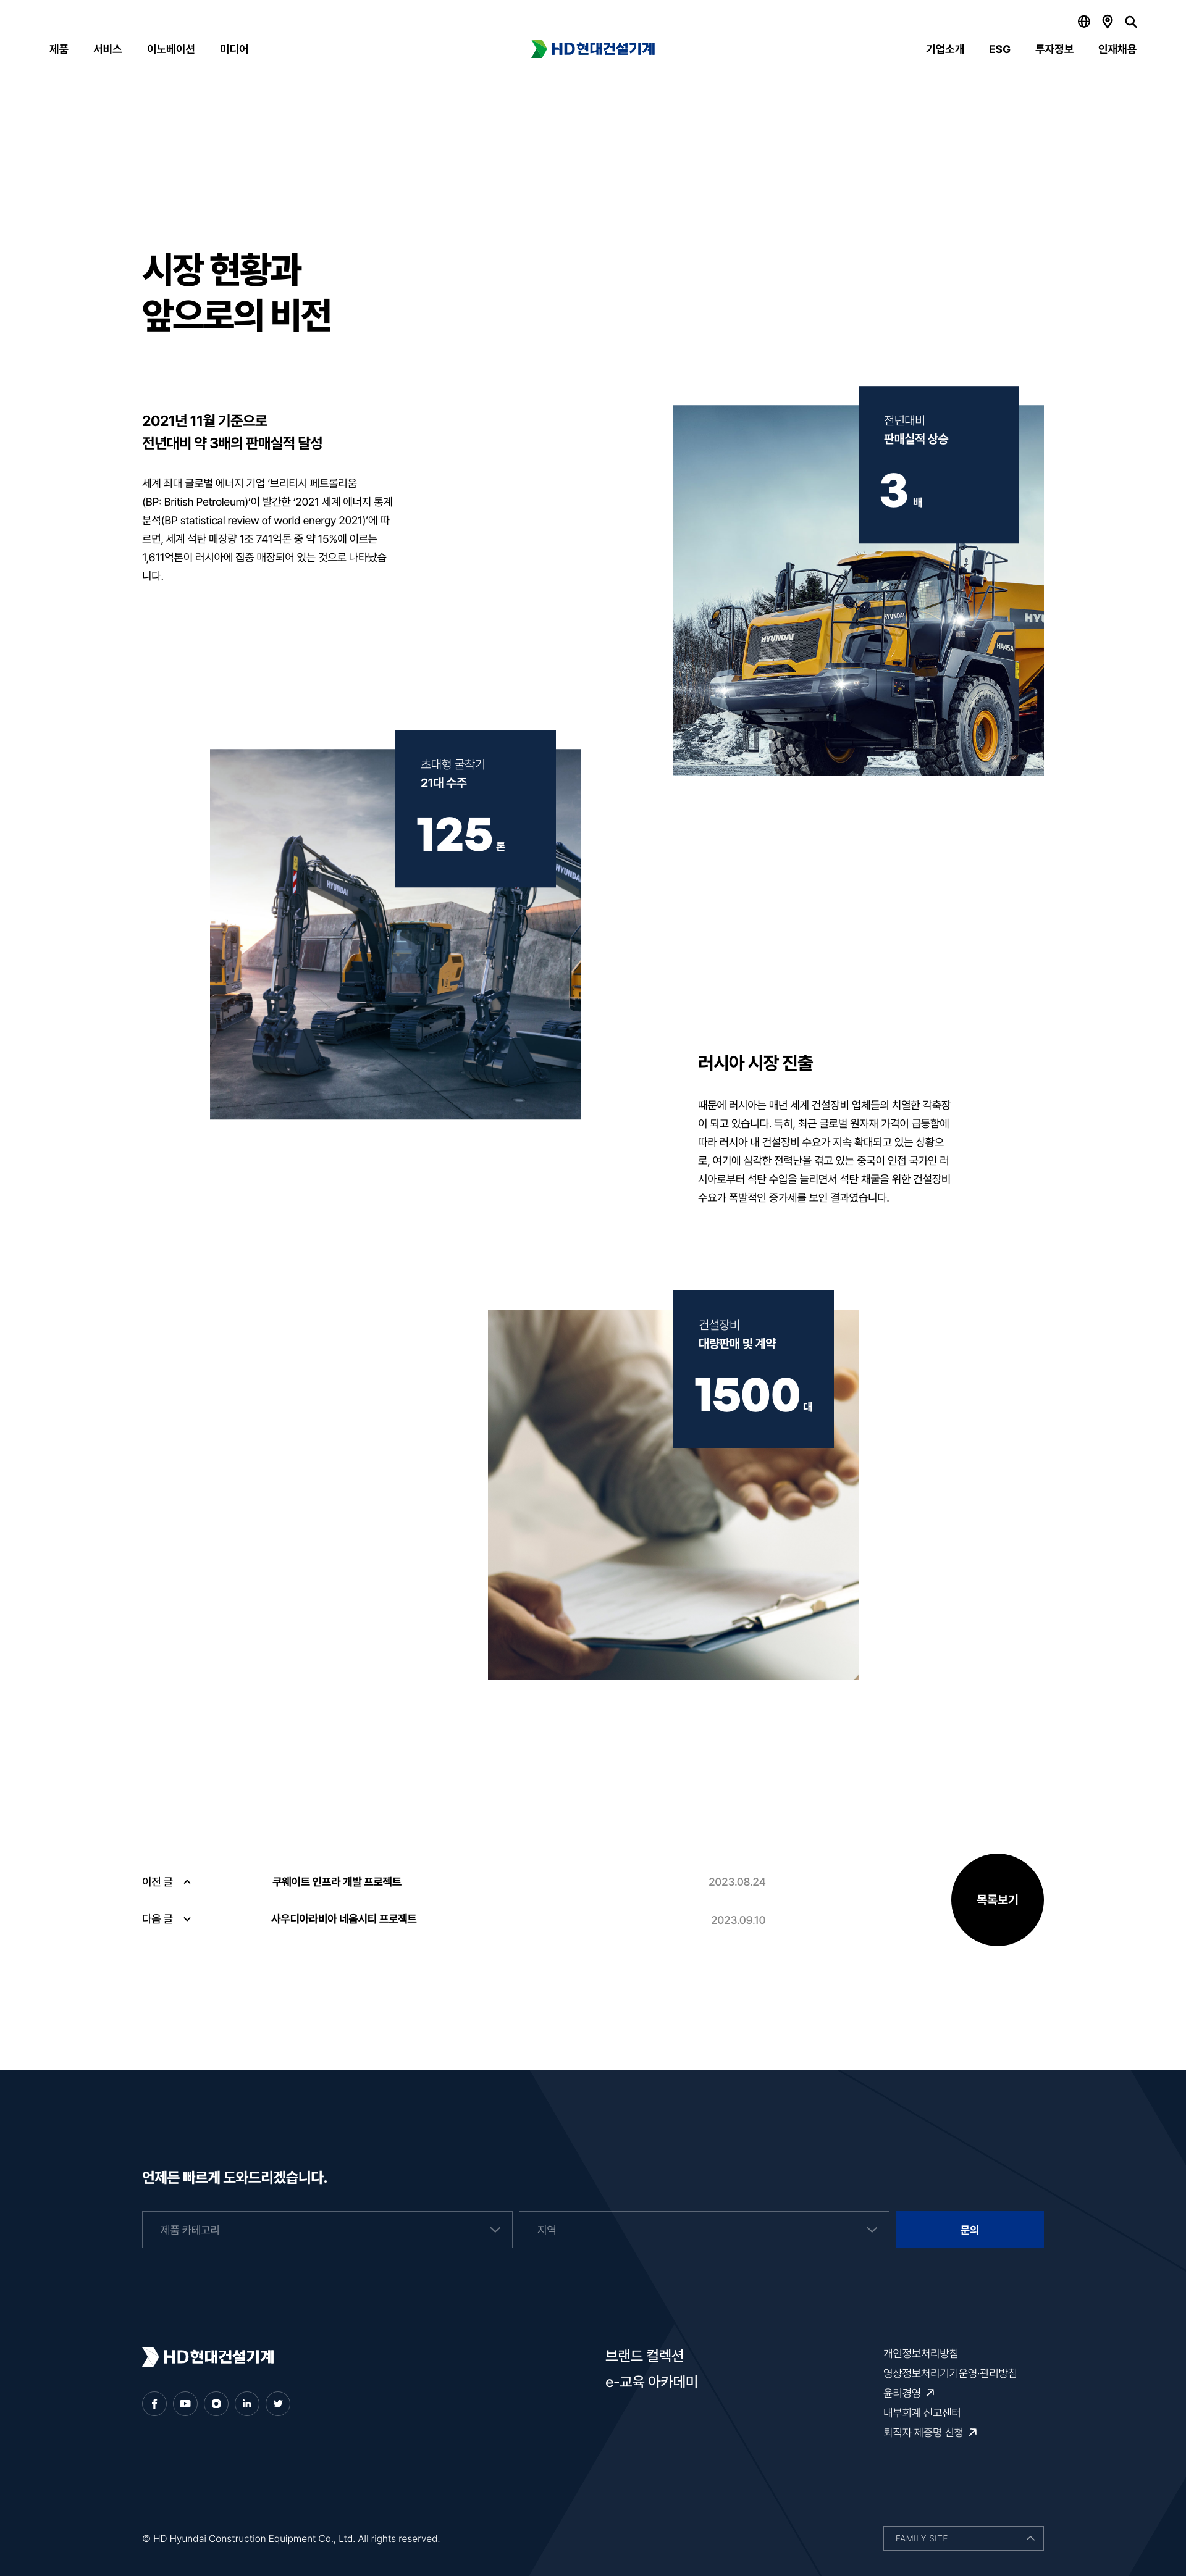 제품 서비스 이노베이션 미디어
HD현대건설기계
기업소개 ESG 투자정보 인재채용
시장 현황과
앞으로의 비전
2021년 11월 기준으로
전년대비 약 3배의 판매실적 달성
세계 최대 글로벌 에너지 기업 ‘브리티시 페트롤리움
(BP: British Petroleum)’이 발간한 ‘2021 세계 에너지 통계
분석(BP statistical review of world energy 2021)’에 따
르면, 세계 석탄 매장량 1조 741억톤 중 약 15%에 이르는
1,611억톤이 러시아에 집중 매장되어 있는 것으로 나타났습
니다.
전년대비
판매실적 상승
3 배
HYUNDAI
HYUNDAI
HY
HA45A
초대형 굴착기
21대 수주
125 톤
HYUNDAI
HYUNDAI
러시아 시장 진출
때문에 러시아는 매년 세계 건설장비 업체들의 치열한 각축장
이 되고 있습니다. 특히, 최근 글로벌 원자재 가격이 급등함에
따라 러시아 내 건설장비 수요가 지속 확대되고 있는 상황으
로, 여기에 심각한 전력난을 겪고 있는 중국이 인접 국가인 러
시아로부터 석탄 수입을 늘리면서 석탄 채굴을 위한 건설장비
수요가 폭발적인 증가세를 보인 결과였습니다.
건설장비
대량판매 및 계약
1500 대
이전 글 쿠웨이트 인프라 개발 프로젝트 2023.08.24
다음 글 사우디아라비아 네옴시티 프로젝트 2023.09.10
목록보기
언제든 빠르게 도와드리겠습니다.
제품 카테고리 지역 문의
HD현대건설기계
브랜드 컬렉션
e-교육 아카데미
개인정보처리방침
영상정보처리기기운영·관리방침
윤리경영
내부회계 신고센터
퇴직자 제증명 신청
© HD Hyundai Construction Equipment Co., Ltd. All rights reserved.
FAMILY SITE